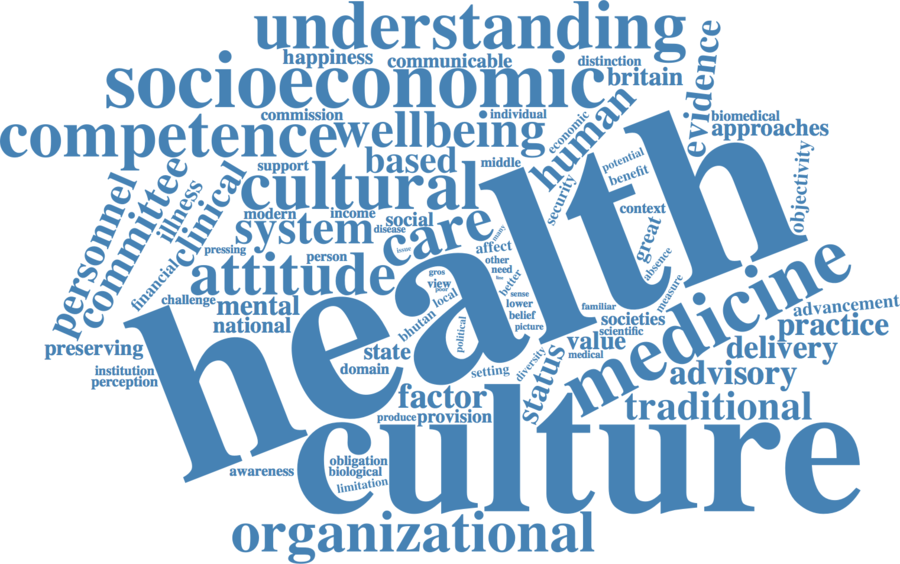 understanding
happiness
communicable
distinction
socioeconomic
britain
evidence
commission
individual
economic
biomedical
competence
wellbeing
human
approaches
support
based
middle
potential
benefit
objectivity
personnel
committee
illness
clinical
cultural
security
context
modern
income
social
system
disease
care
many
great
pressing
person
issue
affect
absence
financial
attitude
other
need
better
gros
view
poor
local
sense
measure
challenge
mental
lower
familiar
advancement
national
bhutan
belief
societies
practice
political
picture
scientific
health
medicine
preserving
state
value
delivery
medical
institution
domain
setting
diversity
advisory
perception
status
factor
traditional
produce
provision
culture
awareness
obligation
biological
limitation
organizational